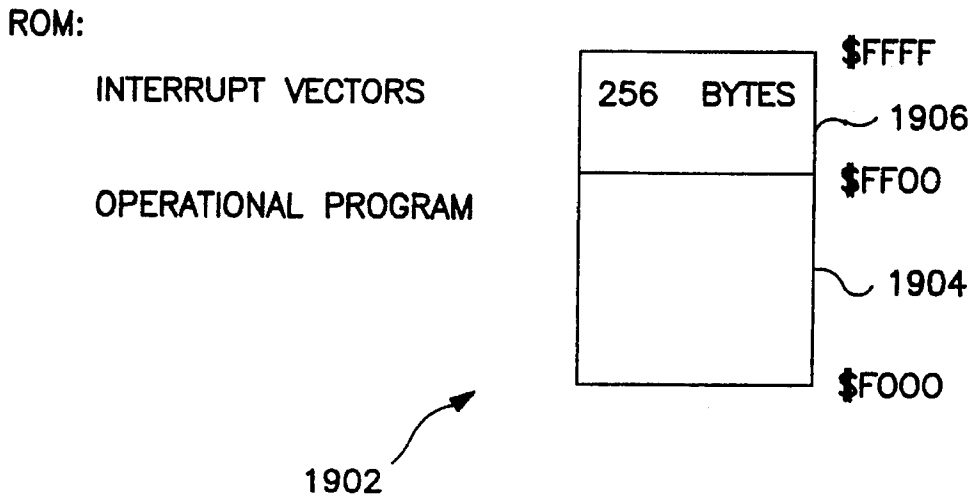 ROM:
$FFFF
INTERRUPT VECTORS
256 BYTES
1906
$FF00
OPERATIONAL PROGRAM
1904
$F000
1902